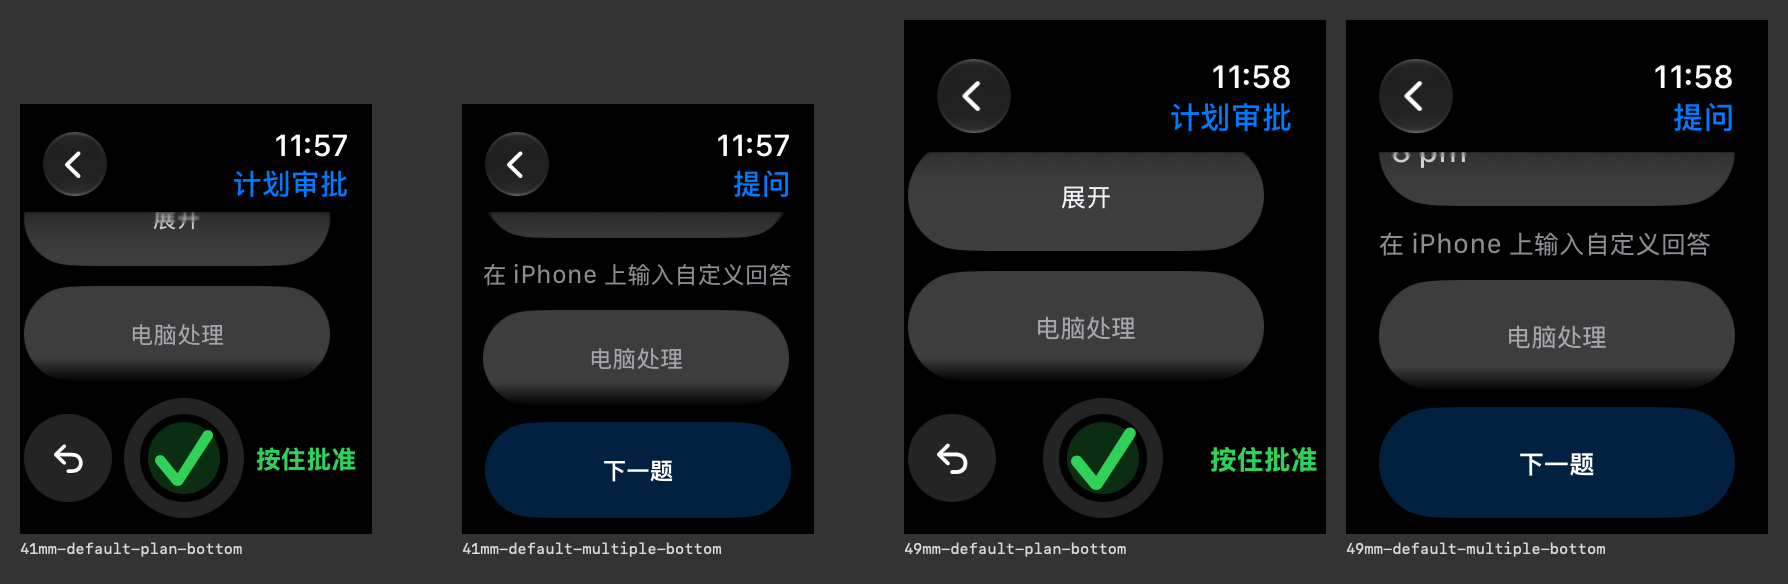 11:57
计划审批
展开
电脑处理
按住批准
41mm-default-plan-bottom
11:57
提问
在 iPhone 上输入自定义回答
电脑处理
下一题
41mm-default-multiple-bottom
11:58
计划审批
展开
电脑处理
按住批准
49mm-default-plan-bottom
11:58
提问
8 pm
在 iPhone 上输入自定义回答
电脑处理
下一题
49mm-default-multiple-bottom